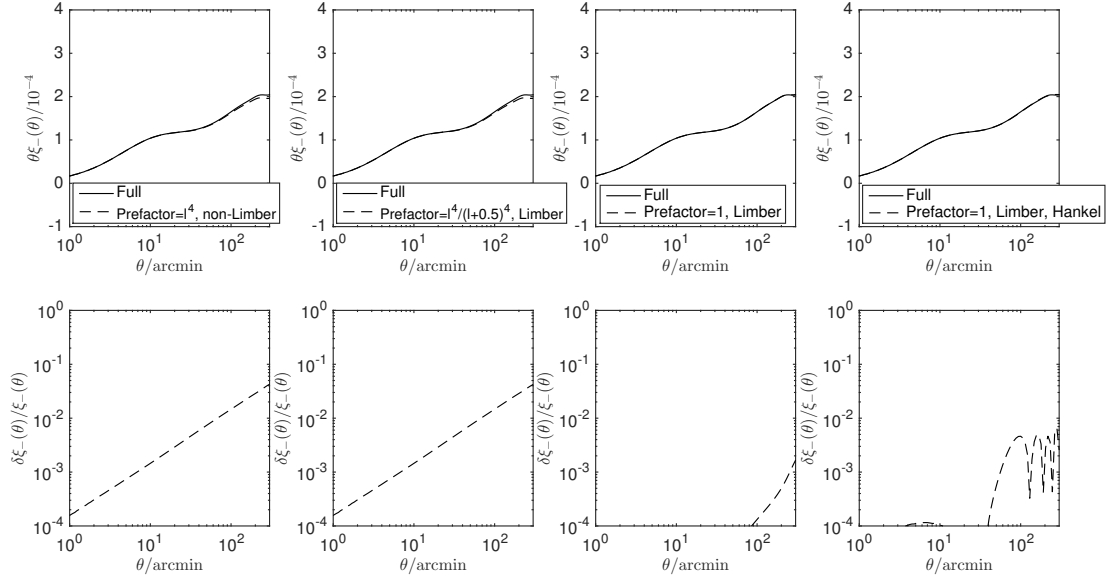 4
3
2
1
0
-1
θξ₋(θ)/10⁻⁴
Full
Prefactor=l⁴, non-Limber
10⁰ 10¹ 10²
θ/arcmin
4
3
2
1
0
-1
θξ₋(θ)/10⁻⁴
Full
Prefactor=l⁴/(l+0.5)⁴, Limber
10⁰ 10¹ 10²
θ/arcmin
4
3
2
1
0
-1
θξ₋(θ)/10⁻⁴
Full
Prefactor=1, Limber
10⁰ 10¹ 10²
θ/arcmin
4
3
2
1
0
-1
θξ₋(θ)/10⁻⁴
Full
Prefactor=1, Limber, Hankel
10⁰ 10¹ 10²
θ/arcmin
10⁰
10⁻¹
10⁻²
10⁻³
10⁻⁴
δξ₋(θ)/ξ₋(θ)
10⁰ 10¹ 10²
θ/arcmin
10⁰
10⁻¹
10⁻²
10⁻³
10⁻⁴
δξ₋(θ)/ξ₋(θ)
10⁰ 10¹ 10²
θ/arcmin
10⁰
10⁻¹
10⁻²
10⁻³
10⁻⁴
δξ₋(θ)/ξ₋(θ)
10⁰ 10¹ 10²
θ/arcmin
10⁰
10⁻¹
10⁻²
10⁻³
10⁻⁴
δξ₋(θ)/ξ₋(θ)
10⁰ 10¹ 10²
θ/arcmin